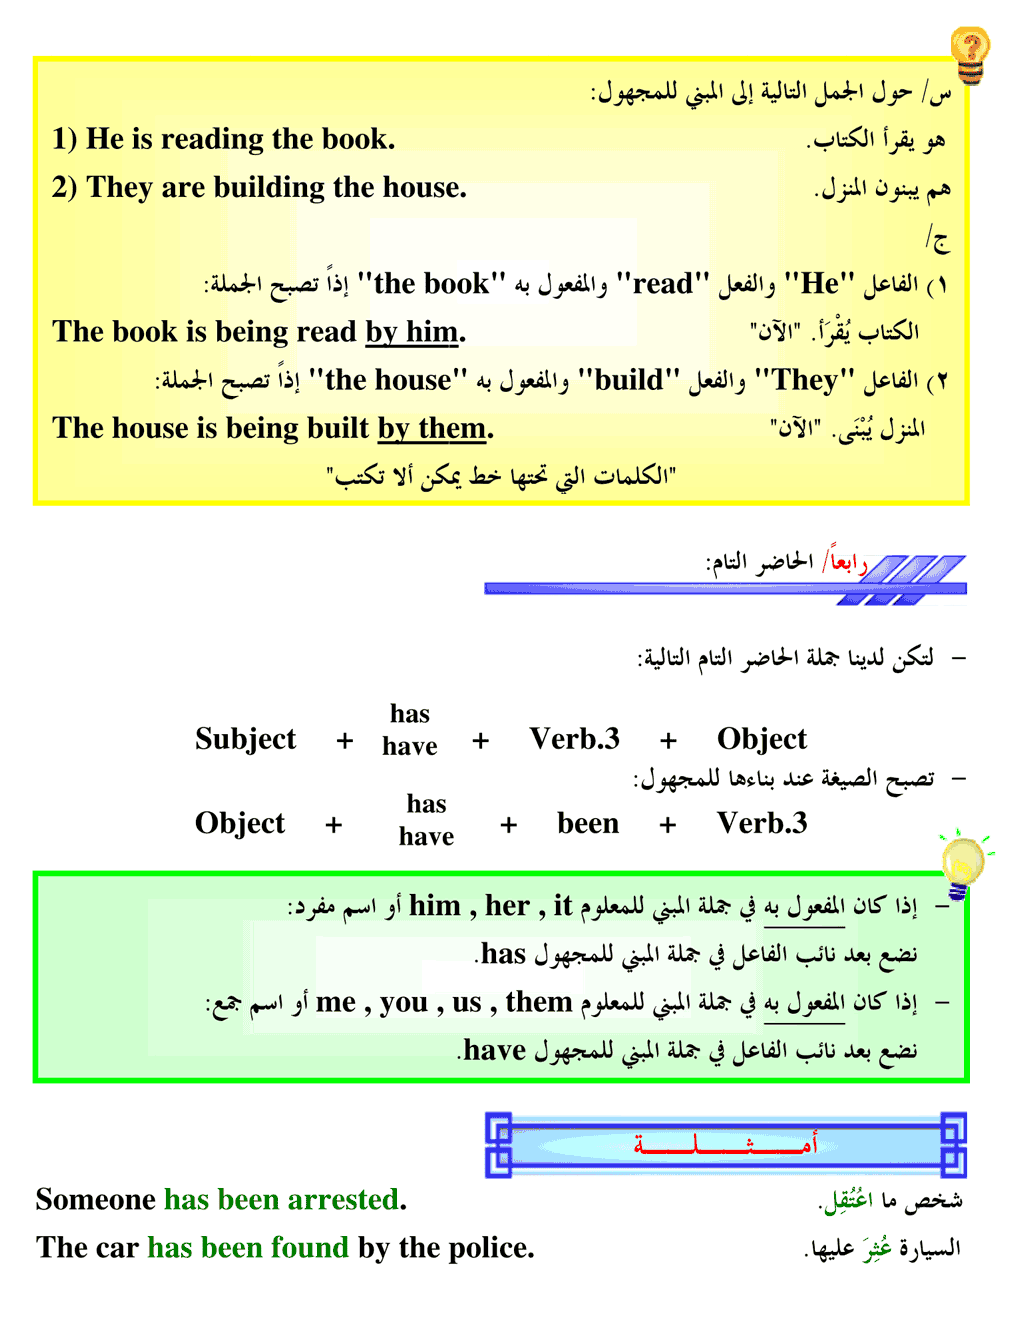 س/ حول الجمل التالية إلى المبني للمجهول:
1) He is reading the book. هو يقرأ الكتاب.
2) They are building the house. هم يبنون المنزل.
ج/
١) الفاعل "He" والفعل "read" والمفعول به "the book" إذاً تصبح الجملة:
The book is being read by him. الكتاب يُقْرَأ. "الآن"
٢) الفاعل "They" والفعل "build" والمفعول به "the house" إذاً تصبح الجملة:
The house is being built by them. المنزل يُبْنَى. "الآن"
"الكلمات التي تحتها خط يمكن ألا تكتب"
رابعاً/ الحاضر التام:
– لتكن لدينا جملة الحاضر التام التالية:
Subject + has have + Verb.3 + Object
– تصبح الصيغة عند بناءها للمجهول:
Object + has have + been + Verb.3
– إذا كان المفعول به في جملة المبني للمعلوم him , her , it أو اسم مفرد:
نضع بعد نائب الفاعل في جملة المبني للمجهول has.
– إذا كان المفعول به في جملة المبني للمعلوم me , you , us , them أو اسم جمع:
نضع بعد نائب الفاعل في جملة المبني للمجهول have.
أمـــــثـــــلـــــة
Someone has been arrested. شخص ما اعُتُقِل.
The car has been found by the police. السيارة عُثِرَ عليها.